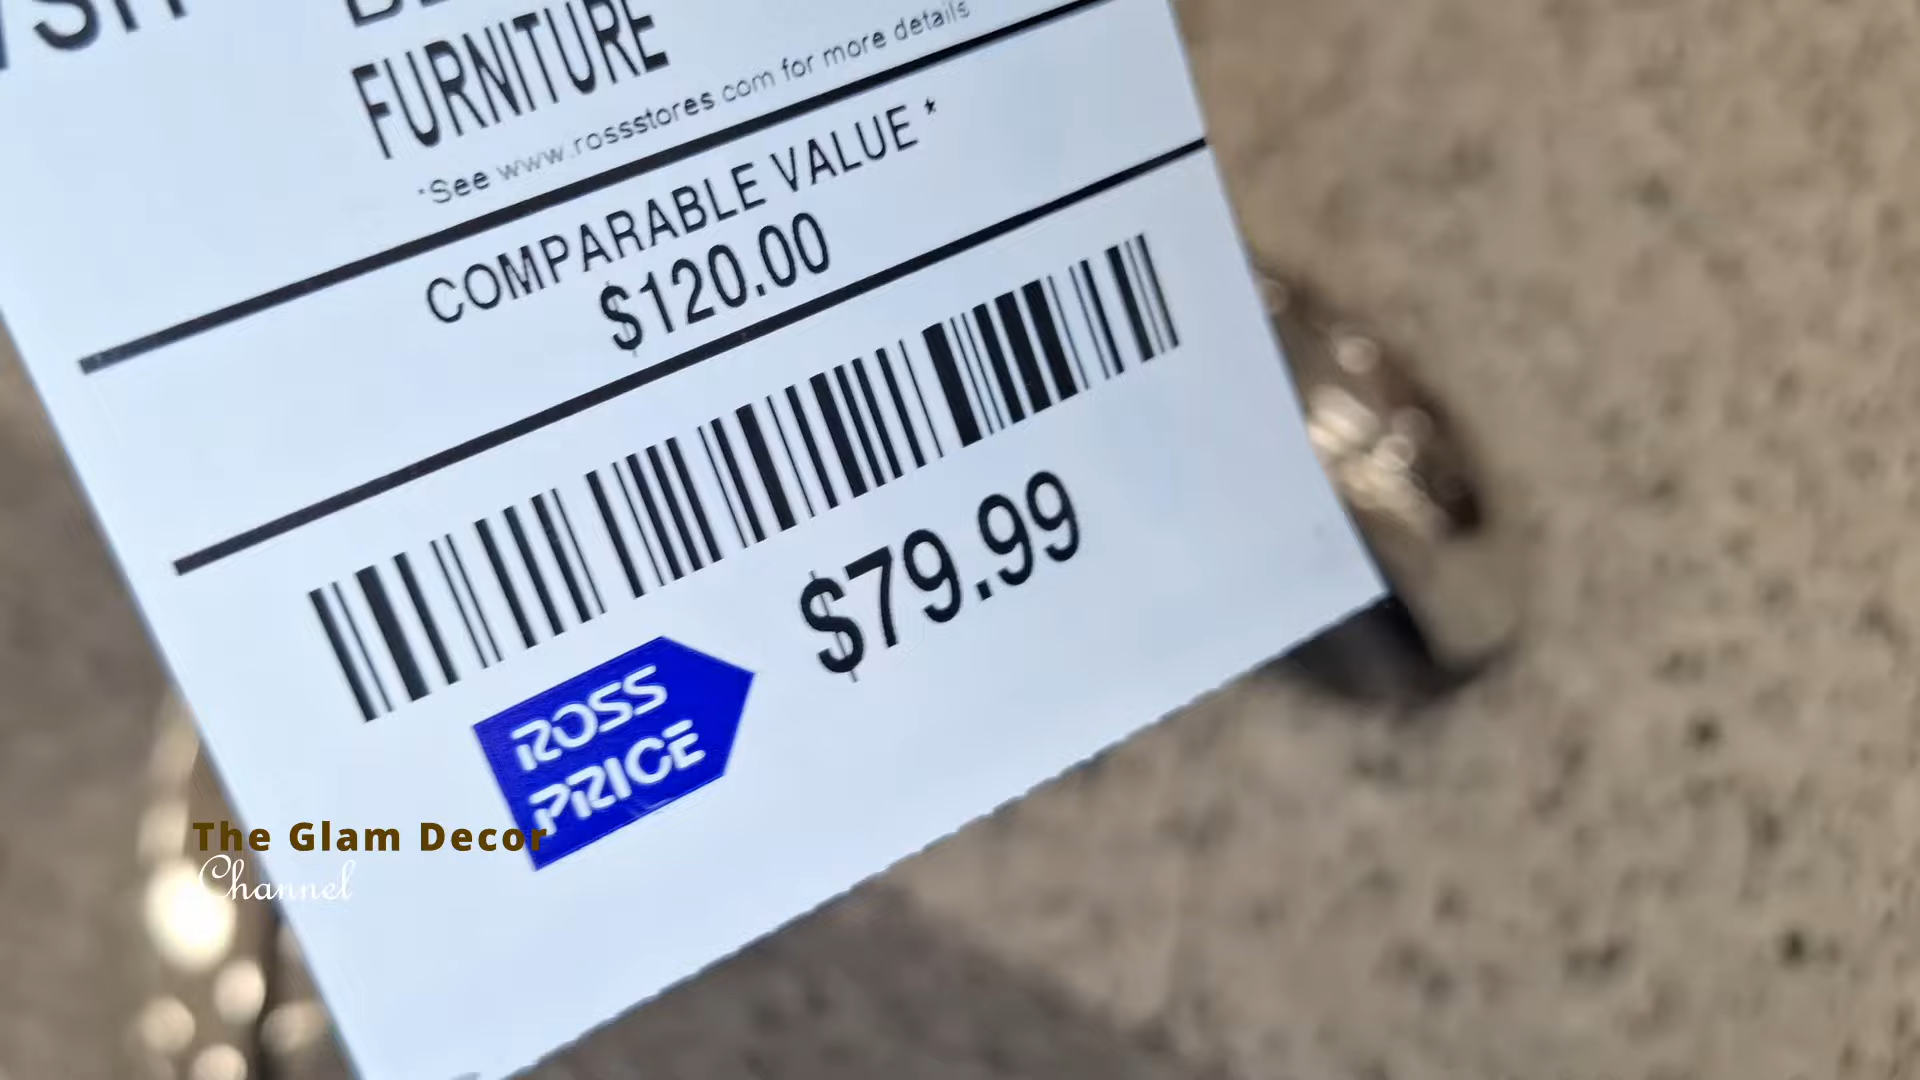 FURNITURE
*See www.rossstores.com for more details
COMPARABLE VALUE *
$120.00
$79.99
ROSS
PRICE
The Glam Decor
Channel